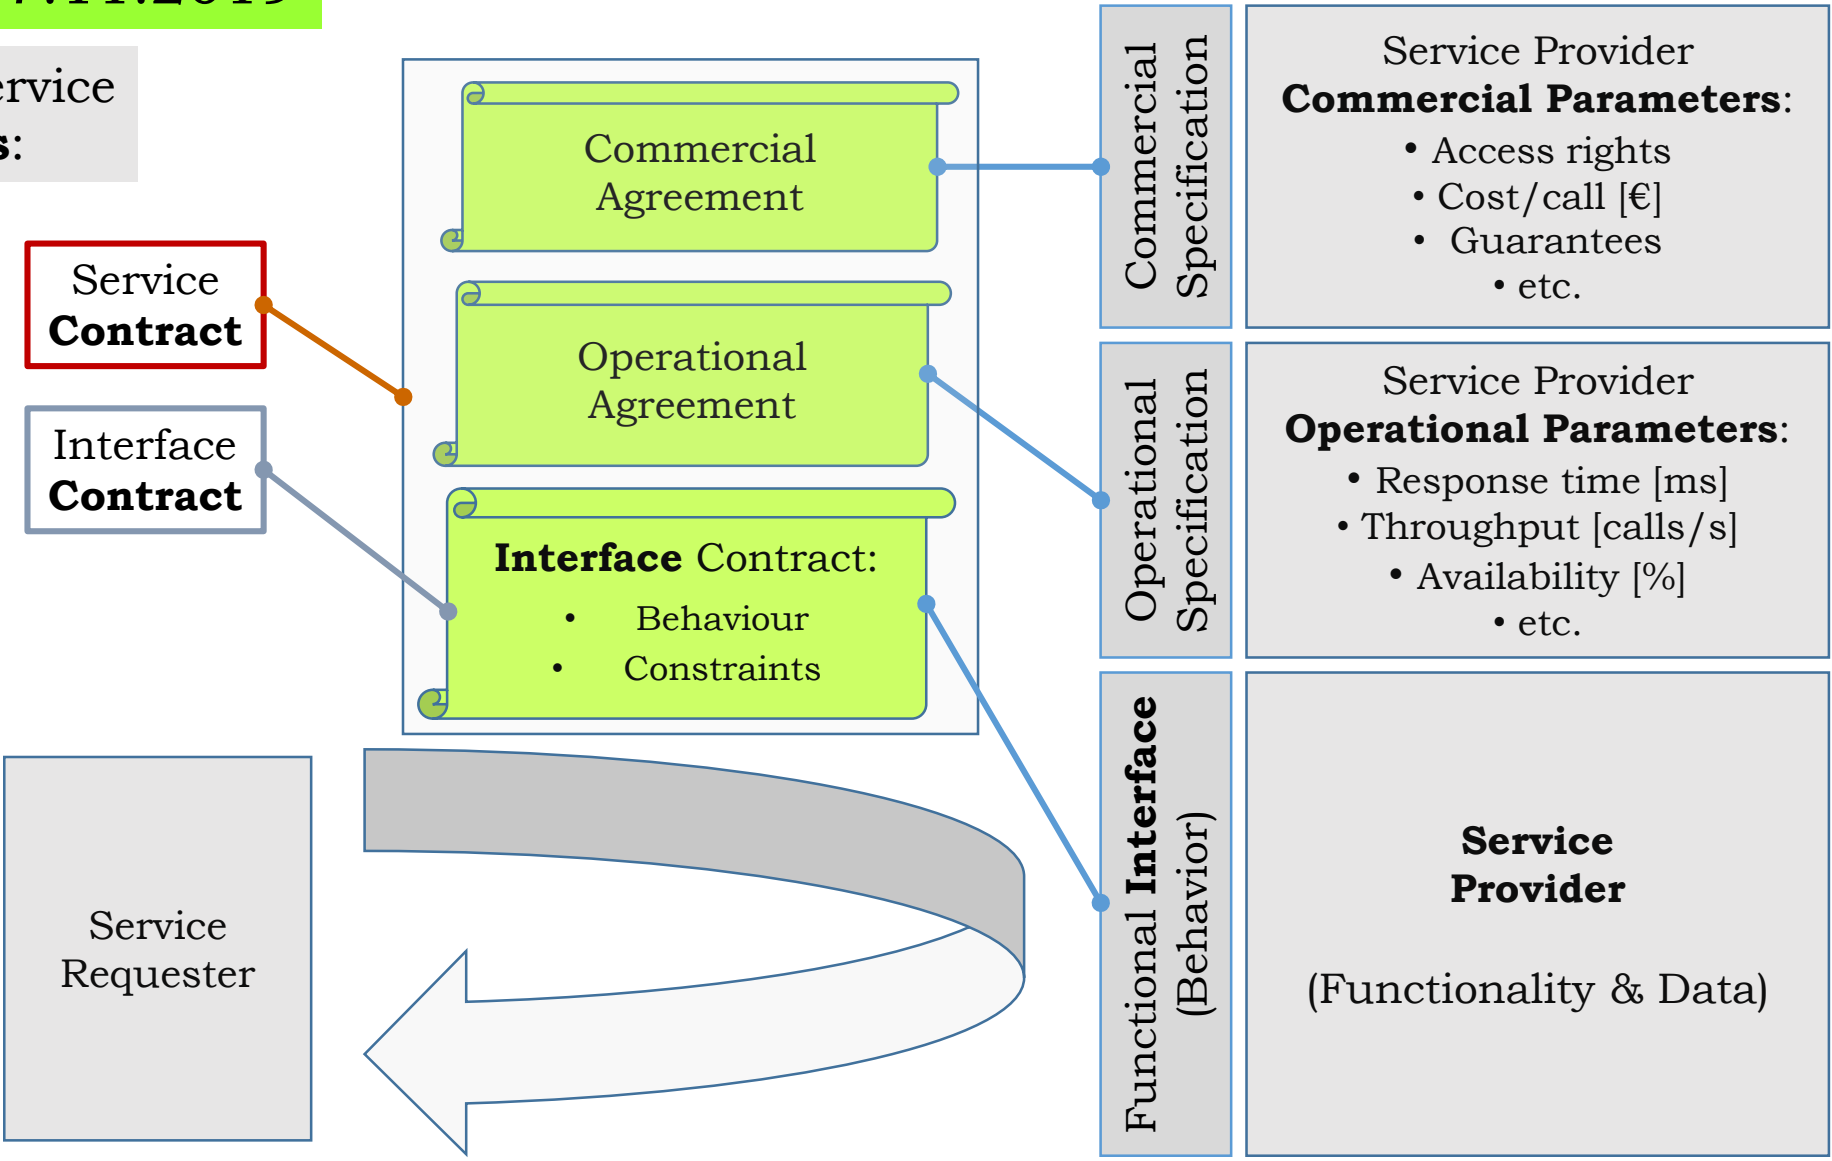 ervice
s:
Service
Contract
Interface
Contract
Commercial
Agreement
Operational
Agreement
Interface Contract:
• Behaviour
• Constraints
Service
Requester
Commercial
Specification
Operational
Specification
Functional Interface
(Behavior)
Service Provider
Commercial Parameters:
• Access rights
• Cost/call [€]
• Guarantees
• etc.
Service Provider
Operational Parameters:
• Response time [ms]
• Throughput [calls/s]
• Availability [%]
• etc.
Service
Provider
(Functionality & Data)